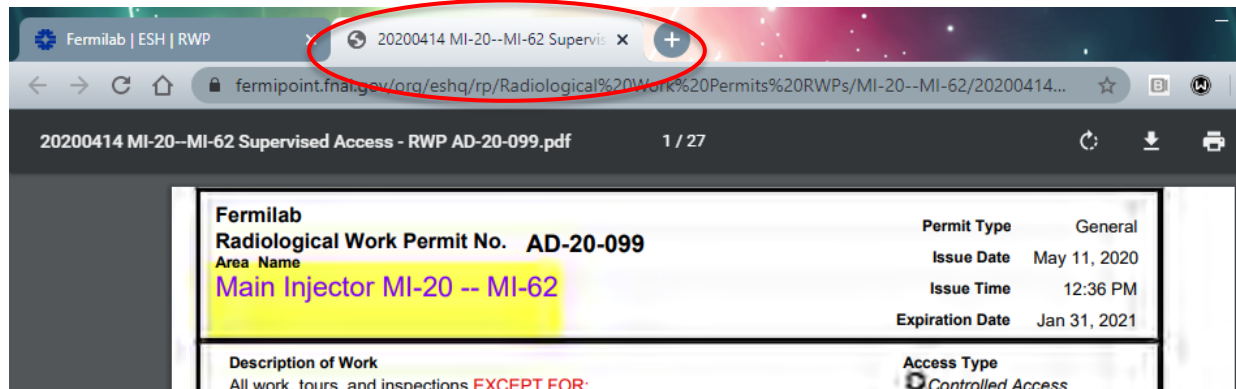 Fermilab | ESH | RWP
20200414 MI-20--MI-62 Supervis
fermipoint.fnal.gov/org/eshq/rp/Radiological%20Work%20Permits%20RWPs/MI-20--MI-62/20200414...
20200414 MI-20--MI-62 Supervised Access - RWP AD-20-099.pdf 1 / 27
Fermilab
Radiological Work Permit No. AD-20-099
Area Name
Main Injector MI-20 -- MI-62
Permit Type General
Issue Date May 11, 2020
Issue Time 12:36 PM
Expiration Date Jan 31, 2021
Description of Work
All work, tours, and inspections EXCEPT FOR:
Access Type
Controlled Access